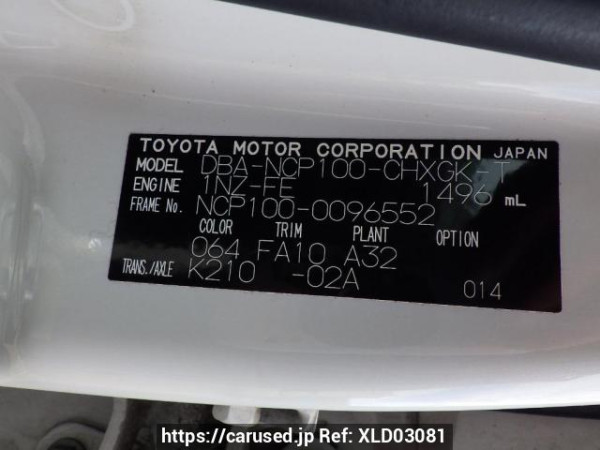 TOYOTA MOTOR CORPORATION JAPAN
MODEL DBA-NCP100-CHXGK-T
ENGINE 1NZ-FE 1496 mL
FRAME No. NCP100-0096552
COLOR TRIM PLANT OPTION
064 FA10 A32
TRANS./AXLE K210 -02A
014
https://carused.jp Ref: XLD03081